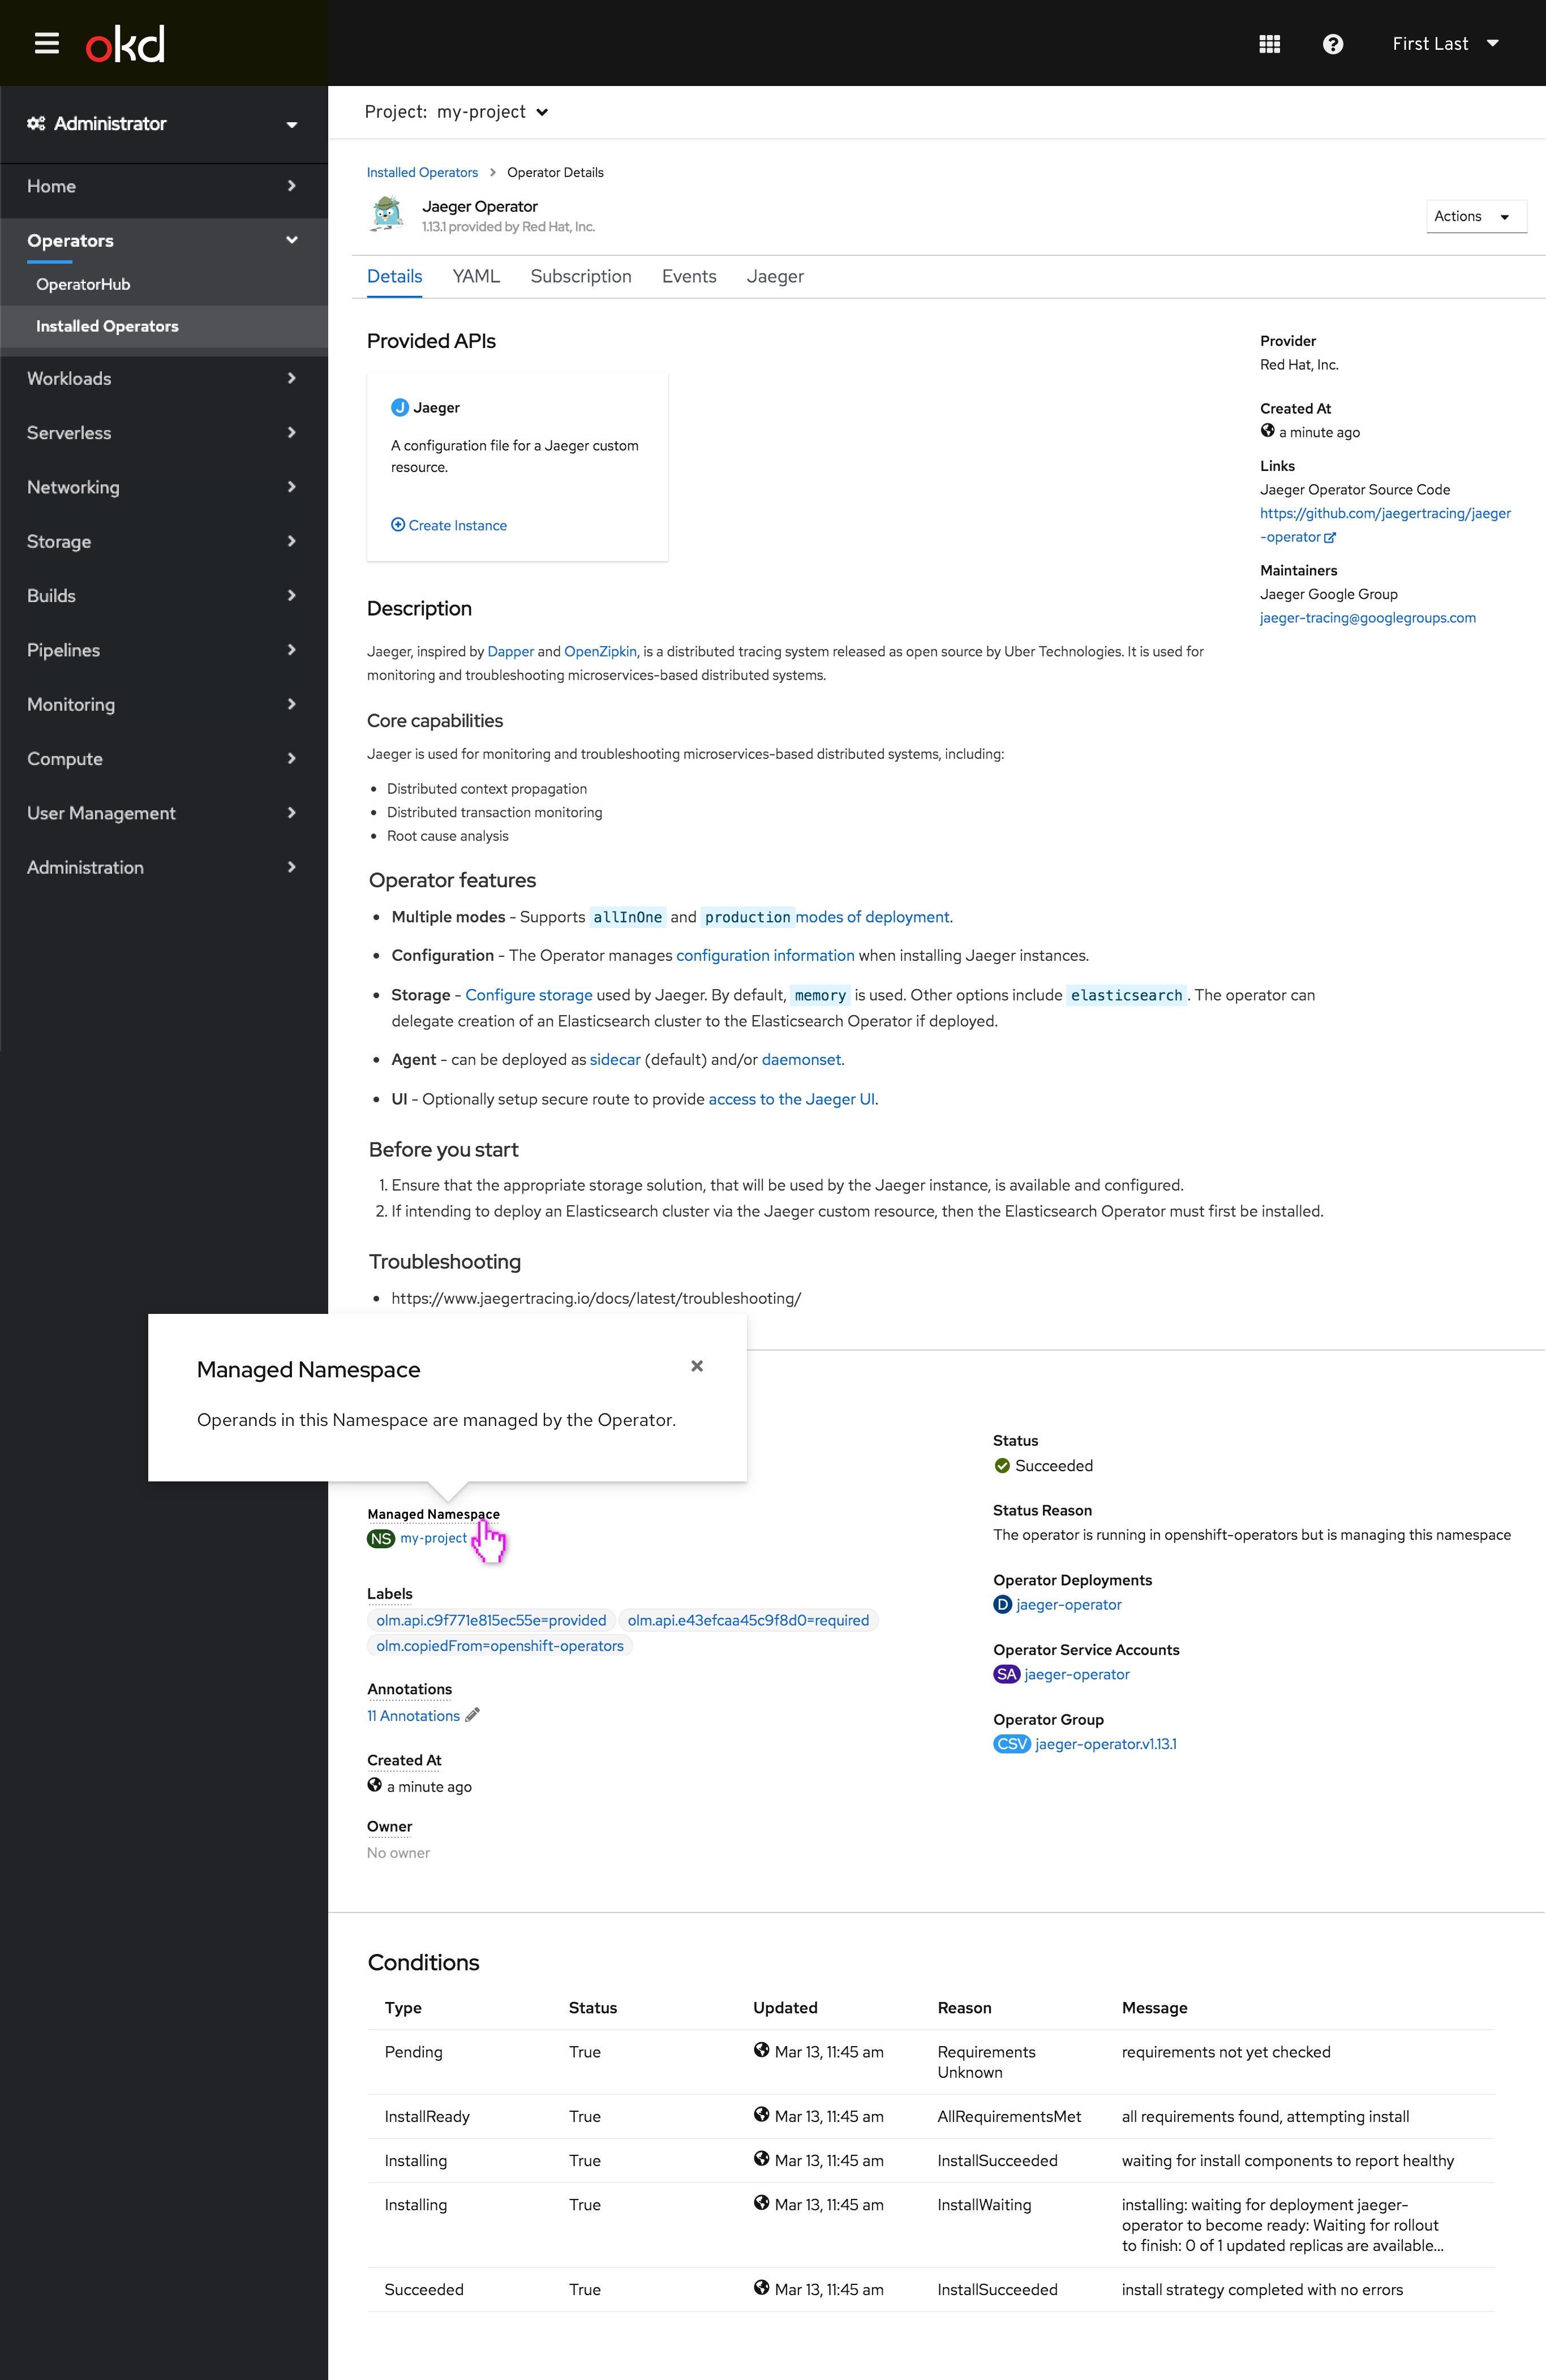 okd
First Last
Administrator
Home
Operators
OperatorHub
Installed Operators
Workloads
Serverless
Networking
Storage
Builds
Pipelines
Monitoring
Compute
User Management
Administration
Project: my-project
Installed Operators > Operator Details
Jaeger Operator
1.13.1 provided by Red Hat, Inc.
Actions
Details YAML Subscription Events Jaeger
Provided APIs
J Jaeger
A configuration file for a Jaeger custom
resource.
Create Instance
Provider
Red Hat, Inc.
Created At
a minute ago
Links
Jaeger Operator Source Code
https://github.com/jaegertracing/jaeger
-operator
Maintainers
Jaeger Google Group
jaeger-tracing@googlegroups.com
Description
Jaeger, inspired by Dapper and OpenZipkin, is a distributed tracing system released as open source by Uber Technologies. It is used for
monitoring and troubleshooting microservices-based distributed systems.
Core capabilities
Jaeger is used for monitoring and troubleshooting microservices-based distributed systems, including:
• Distributed context propagation
• Distributed transaction monitoring
• Root cause analysis
Operator features
• Multiple modes - Supports allInOne and production modes of deployment.
• Configuration - The Operator manages configuration information when installing Jaeger instances.
• Storage - Configure storage used by Jaeger. By default, memory is used. Other options include elasticsearch. The operator can
delegate creation of an Elasticsearch cluster to the Elasticsearch Operator if deployed.
• Agent - can be deployed as sidecar (default) and/or daemonset.
• UI - Optionally setup secure route to provide access to the Jaeger UI.
Before you start
1. Ensure that the appropriate storage solution, that will be used by the Jaeger instance, is available and configured.
2. If intending to deploy an Elasticsearch cluster via the Jaeger custom resource, then the Elasticsearch Operator must first be installed.
Troubleshooting
• https://www.jaegertracing.io/docs/latest/troubleshooting/
Managed Namespace
Operands in this Namespace are managed by the Operator.
Managed Namespace
NS my-project
Labels
olm.api.c9f771e815ec55e=provided olm.api.e43efcaa45c9f8d0=required
olm.copiedFrom=openshift-operators
Annotations
11 Annotations
Created At
a minute ago
Owner
No owner
Status
Succeeded
Status Reason
The operator is running in openshift-operators but is managing this namespace
Operator Deployments
D jaeger-operator
Operator Service Accounts
SA jaeger-operator
Operator Group
CSV jaeger-operator.v1.13.1
Conditions
Type Status Updated Reason Message
Pending True Mar 13, 11:45 am Requirements requirements not yet checked
Unknown
InstallReady True Mar 13, 11:45 am AllRequirementsMet all requirements found, attempting install
Installing True Mar 13, 11:45 am InstallSucceeded waiting for install components to report healthy
Installing True Mar 13, 11:45 am InstallWaiting installing: waiting for deployment jaeger-
operator to become ready: Waiting for rollout
to finish: 0 of 1 updated replicas are available...
Succeeded True Mar 13, 11:45 am InstallSucceeded install strategy completed with no errors